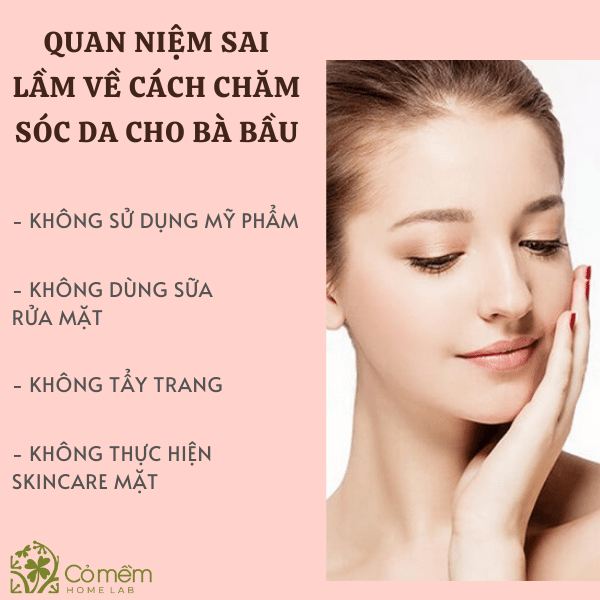 QUAN NIỆM SAI
LẦM VỀ CÁCH CHĂM
SÓC DA CHO BÀ BẦU
- KHÔNG SỬ DỤNG MỸ PHẨM
- KHÔNG DÙNG SỮA
RỬA MẶT
- KHÔNG TẨY TRANG
- KHÔNG THỰC HIỆN
SKINCARE MẶT
Cỏ mềm
HOME LAB